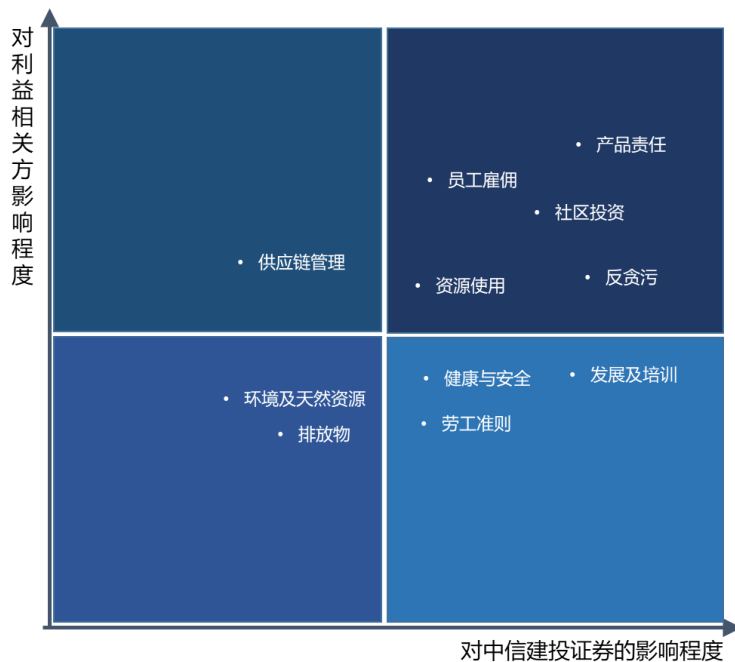 对利益相关方影响程度
• 产品责任
• 员工雇佣
• 社区投资
• 供应链管理
• 反贪污
• 资源使用
• 发展及培训
• 健康与安全
• 环境及天然资源
• 劳工准则
• 排放物
对中信建投证券的影响程度